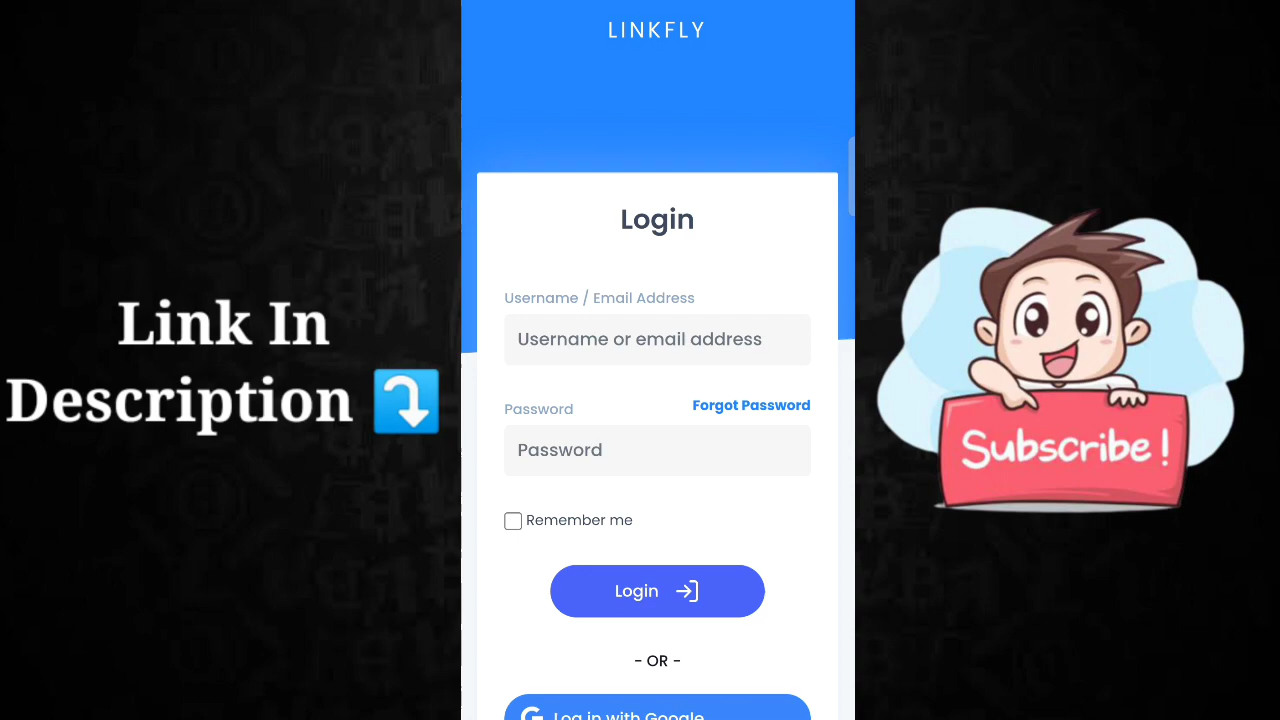 LINKFLY
Login
Username / Email Address
Username or email address
Password
Forgot Password
Password
Remember me
Login
- OR -
Log in with Google
Link In
Description
Subscribe !